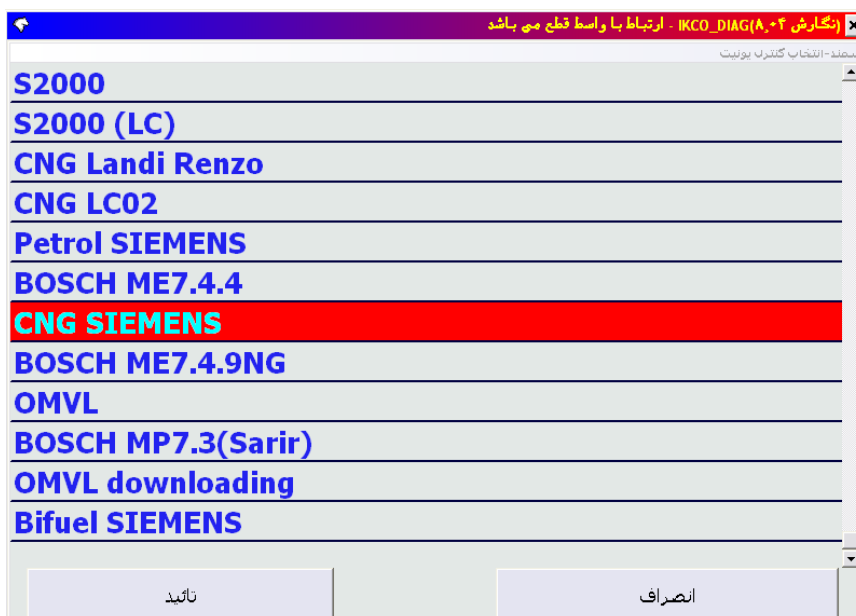 IKCO_DIAG(نگارش ۸,۰۴) - ارتباط با واسط قطع می باشد
سمند-انتخاب کنترل یونیت
S2000
S2000 (LC)
CNG Landi Renzo
CNG LC02
Petrol SIEMENS
BOSCH ME7.4.4
CNG SIEMENS
BOSCH ME7.4.9NG
OMVL
BOSCH MP7.3(Sarir)
OMVL downloading
Bifuel SIEMENS
انصراف
تائید